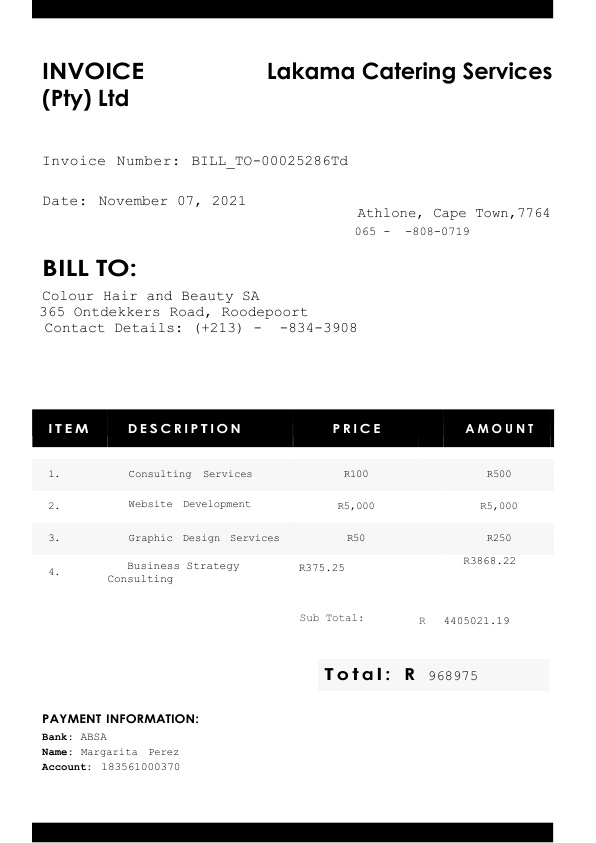 INVOICE Lakama Catering Services
(Pty) Ltd
Invoice Number: BILL_TO-00025286Td
Date: November 07, 2021
Athlone, Cape Town,7764
065 - -808-0719
BILL TO:
Colour Hair and Beauty SA
365 Ontdekkers Road, Roodepoort
Contact Details: (+213) - -834-3908
ITEM DESCRIPTION PRICE AMOUNT
1. Consulting Services R100 R500
2. Website Development R5,000 R5,000
3. Graphic Design Services R50 R250
4. Business Strategy R375.25 R3868.22
Consulting
Sub Total: R 4405021.19
Total: R 968975
PAYMENT INFORMATION:
Bank: ABSA
Name: Margarita Perez
Account: 183561000370